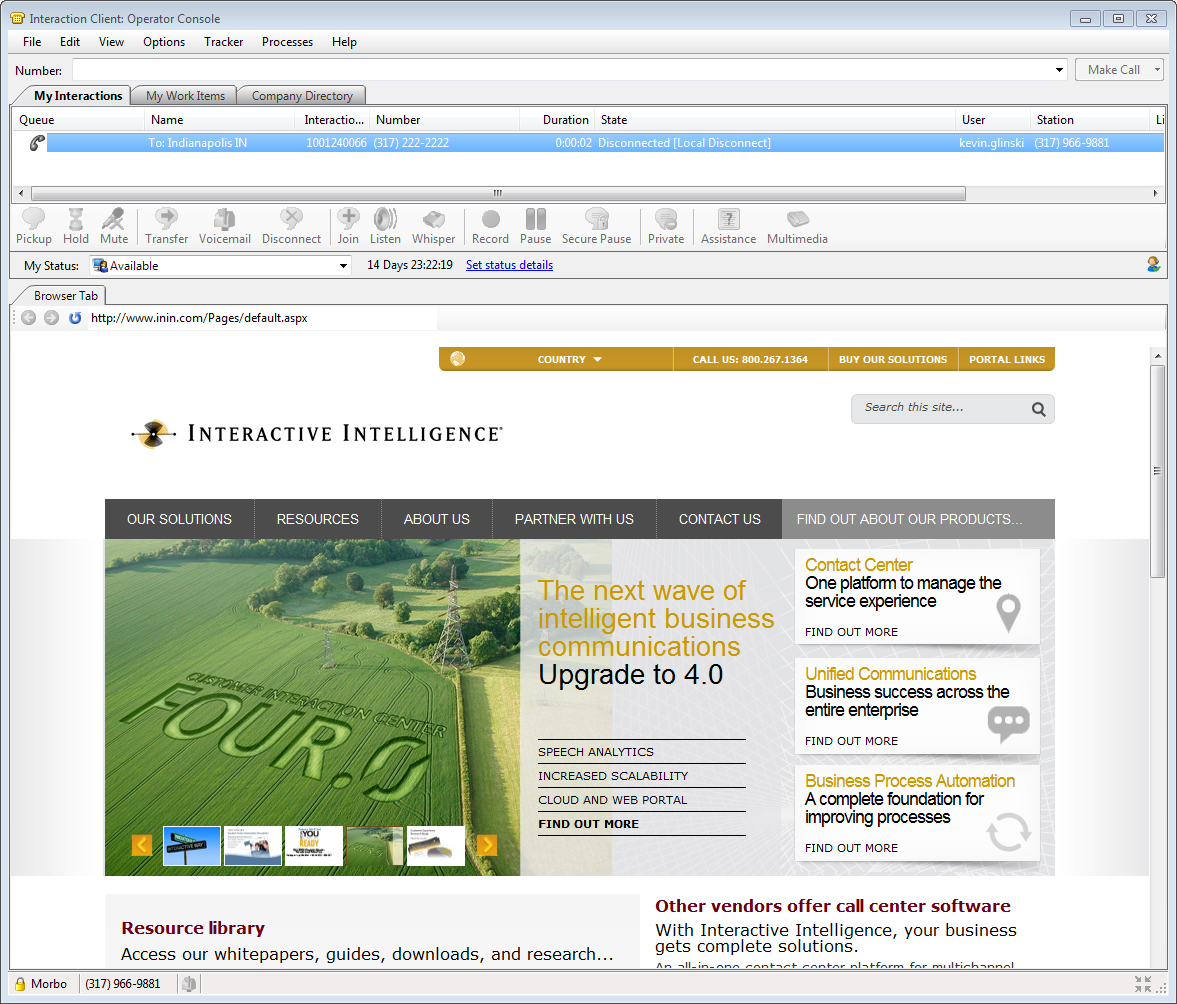 Interaction Client: Operator Console
File Edit View Options Tracker Processes Help
Number: Make Call
My Interactions My Work Items Company Directory
Queue Name Interactio... Number Duration State User Station Li
To: Indianapolis IN 1001240066 (317) 222-2222 0:00:02 Disconnected [Local Disconnect] kevin.glinski (317) 966-9881
Pickup Hold Mute Transfer Voicemail Disconnect Join Listen Whisper Record Pause Secure Pause Private Assistance Multimedia
My Status: Available 14 Days 23:22:19 Set status details
Browser Tab
http://www.inin.com/Pages/default.aspx
COUNTRY CALL US: 800.267.1364 BUY OUR SOLUTIONS PORTAL LINKS
Search this site...
INTERACTIVE INTELLIGENCE
OUR SOLUTIONS RESOURCES ABOUT US PARTNER WITH US CONTACT US FIND OUT ABOUT OUR PRODUCTS...
CUSTOMER INTERACTION CENTER
FOUR.0
INTERACTIVE WAY
YOU
READY
The next wave of
intelligent business
communications
Upgrade to 4.0
SPEECH ANALYTICS
INCREASED SCALABILITY
CLOUD AND WEB PORTAL
FIND OUT MORE
Contact Center
One platform to manage the
service experience
FIND OUT MORE
Unified Communications
Business success across the
entire enterprise
FIND OUT MORE
Business Process Automation
A complete foundation for
improving processes
FIND OUT MORE
Resource library
Access our whitepapers, guides, downloads, and research...
Other vendors offer call center software
With Interactive Intelligence, your business
gets complete solutions.
An all-in-one contact center platform for multichannel
Morbo (317) 966-9881